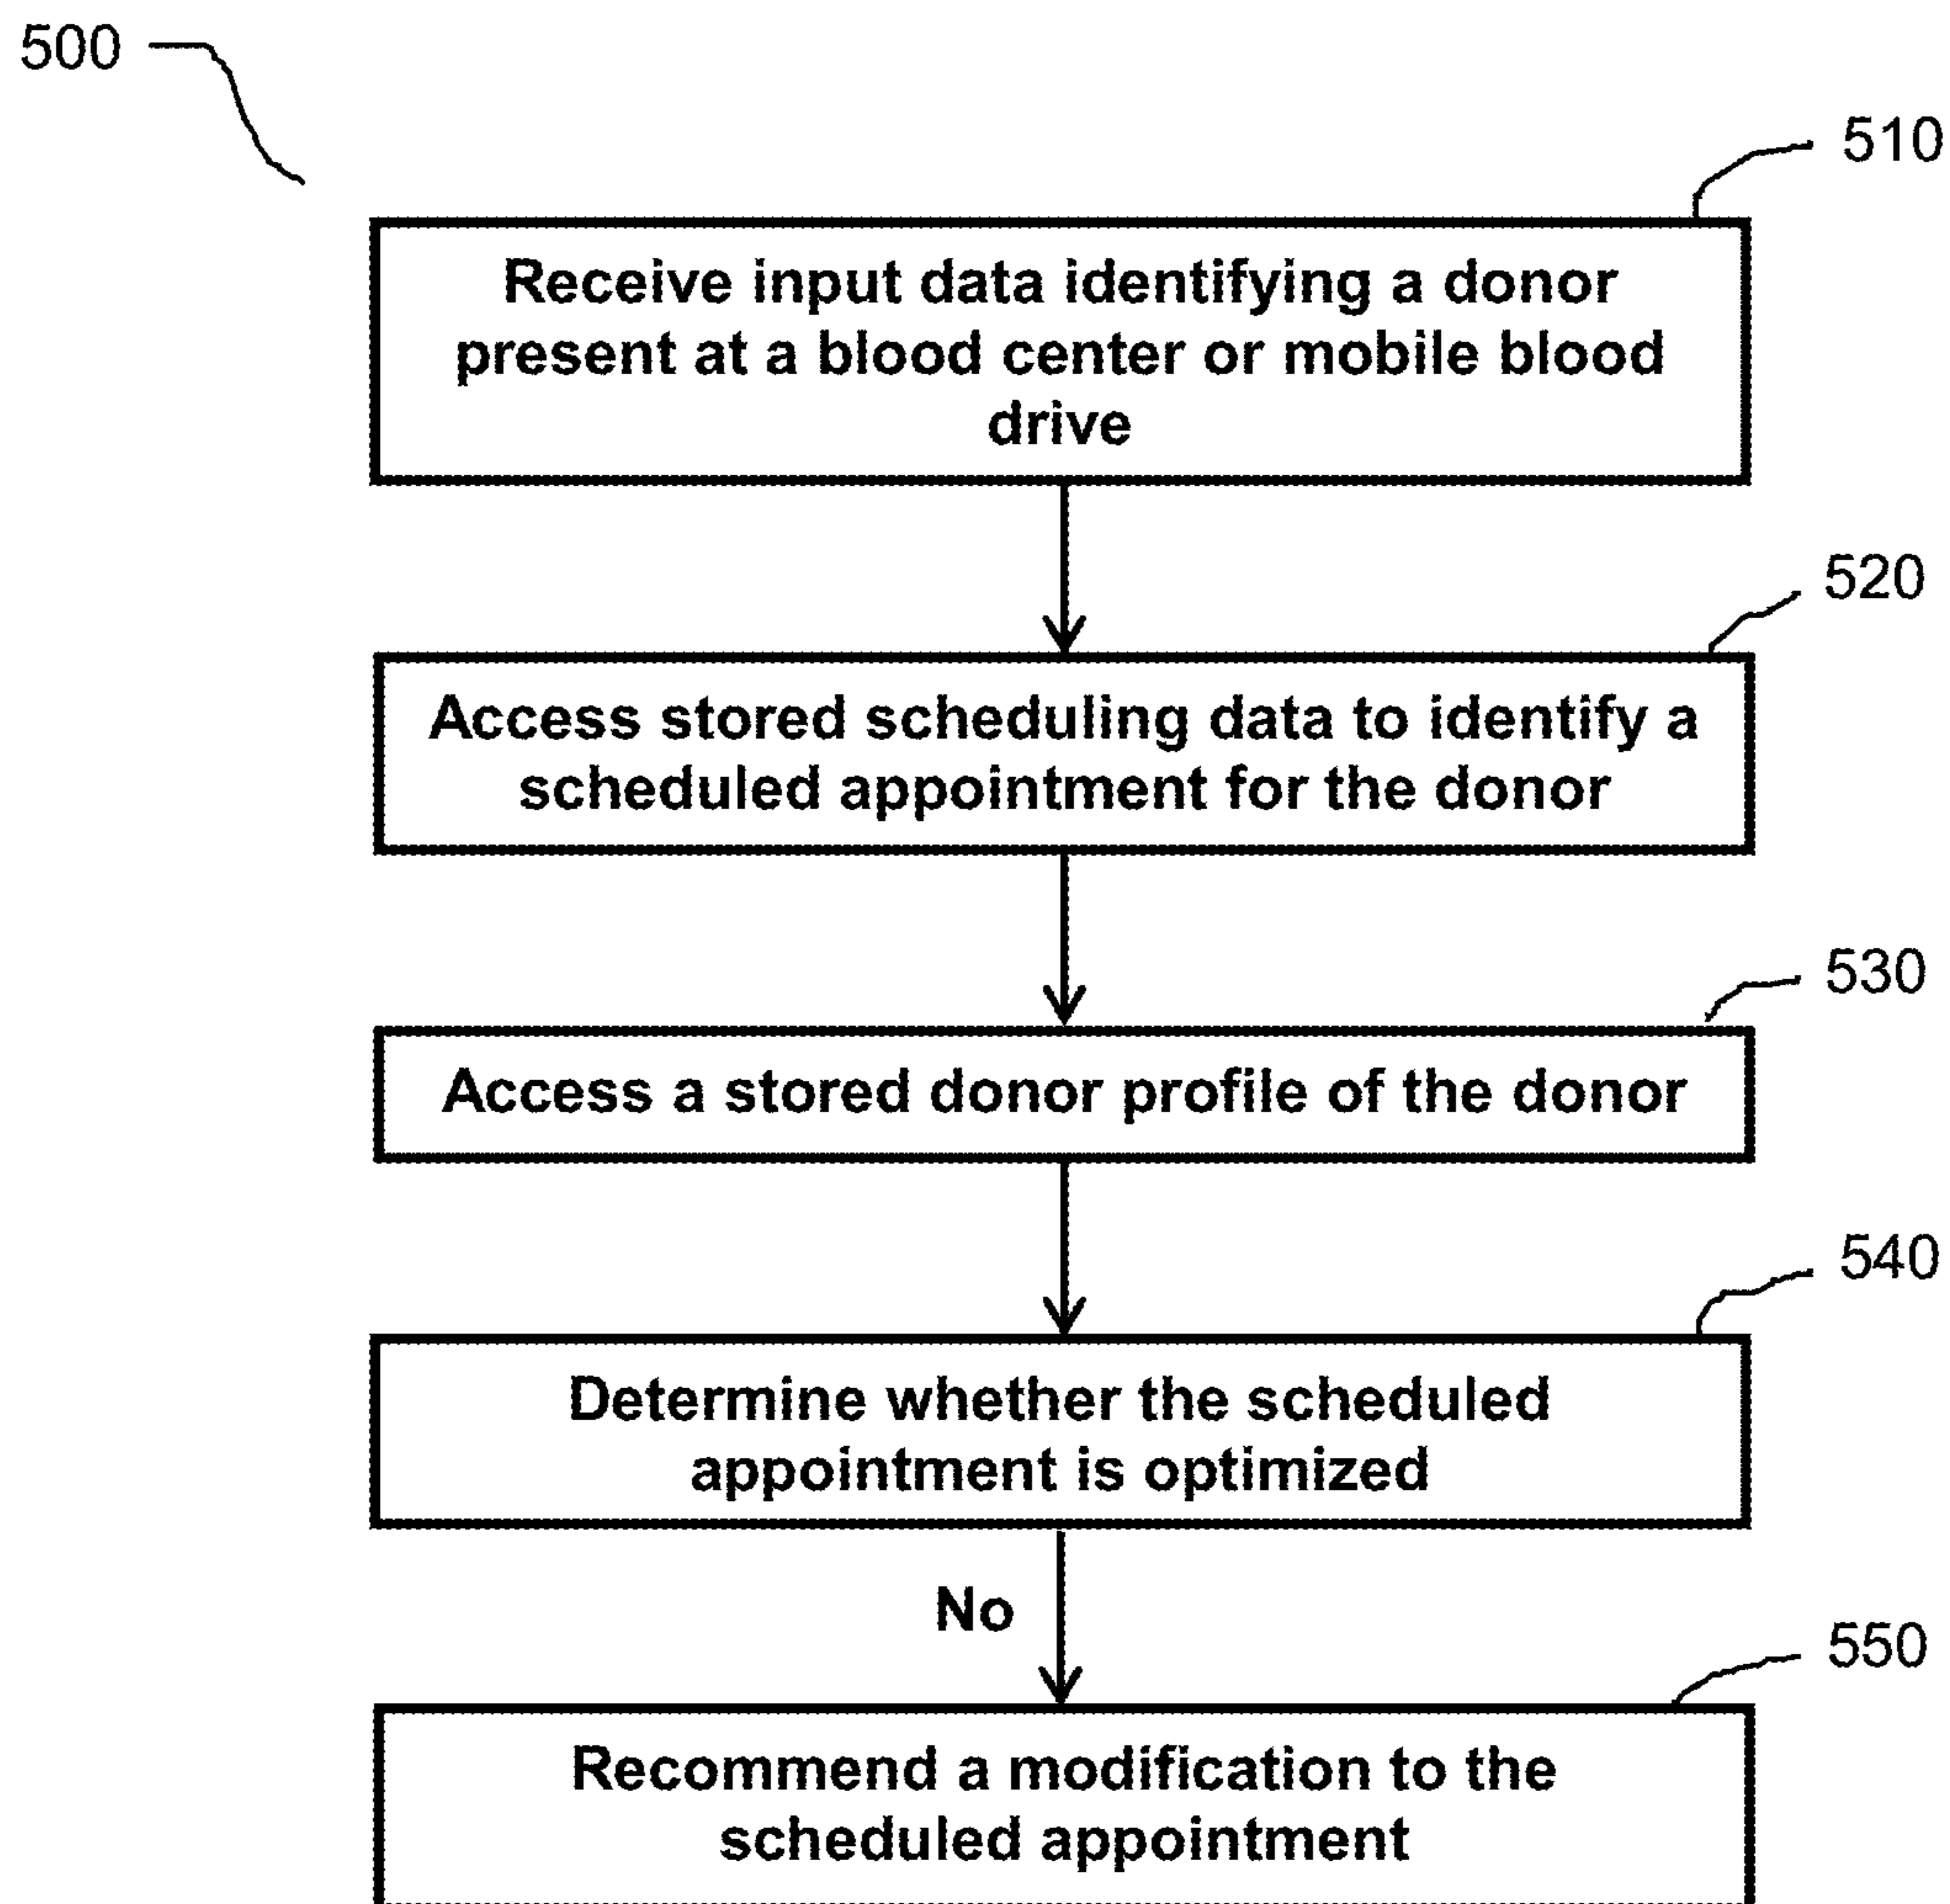 500
510
Receive input data identifying a donor
present at a blood center or mobile blood
drive
520
Access stored scheduling data to identify a
scheduled appointment for the donor
530
Access a stored donor profile of the donor
540
Determine whether the scheduled
appointment is optimized
No
550
Recommend a modification to the
scheduled appointment